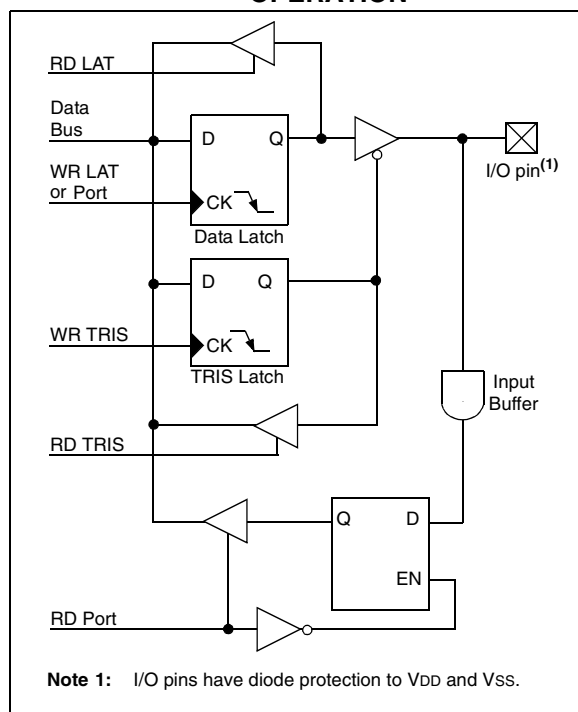 OPERATION
RD LAT
Data
Bus
D Q
WR LAT
or Port
CK
Data Latch
I/O pin(1)
D Q
WR TRIS
CK
TRIS Latch
Input
Buffer
RD TRIS
Q D
EN
RD Port
Note 1: I/O pins have diode protection to VDD and VSS.